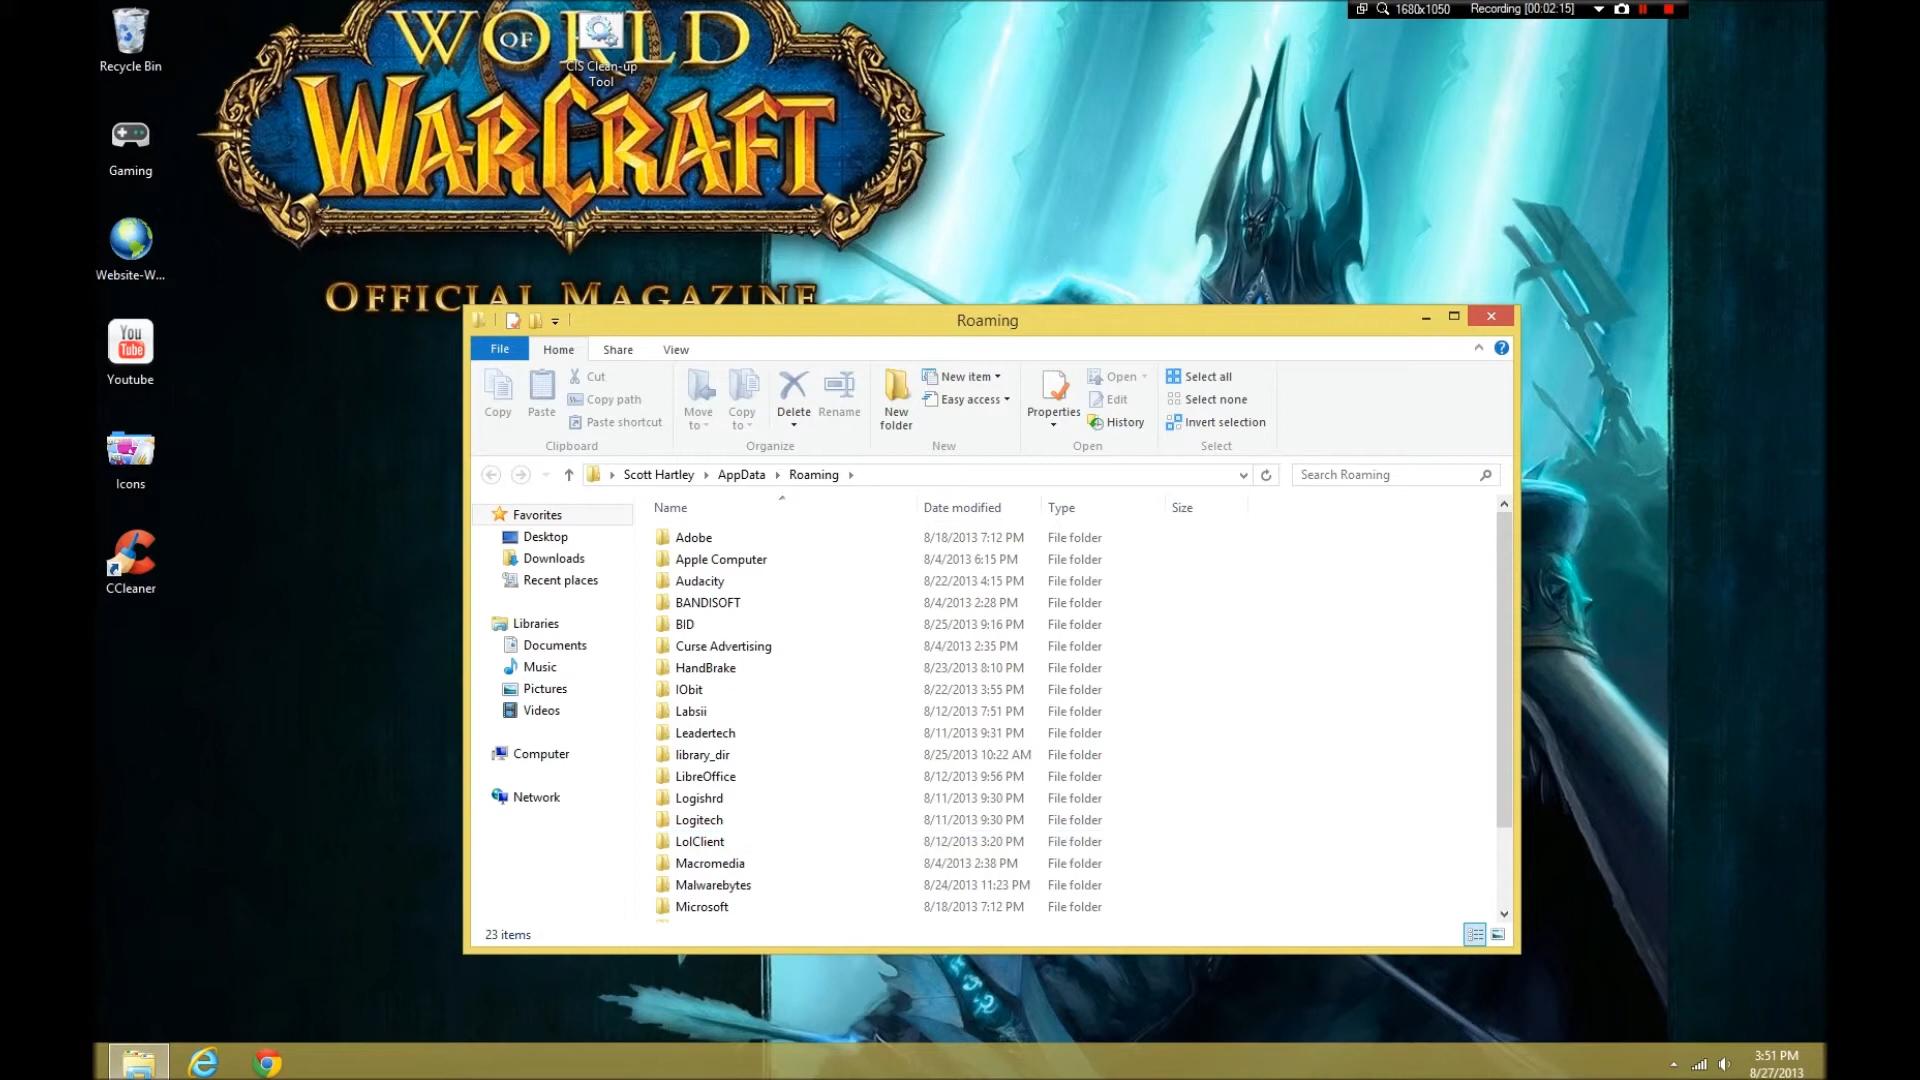 1680x1050 Recording [00:02:15]
WORLD OF WARCRAFT
OFFICIAL MAGAZINE
Recycle Bin
CIS Clean-up Tool
Gaming
Website-W...
You Tube
Youtube
Icons
CCleaner
Roaming
File Home Share View
Copy Paste Cut Copy path Paste shortcut
Clipboard
Move to Copy to Delete Rename
Organize
New folder New item Easy access
New
Properties Open Edit History
Open
Select all Select none Invert selection
Select
Scott Hartley AppData Roaming
Search Roaming
Favorites
Desktop
Downloads
Recent places
Libraries
Documents
Music
Pictures
Videos
Computer
Network
Name Date modified Type Size
Adobe 8/18/2013 7:12 PM File folder
Apple Computer 8/4/2013 6:15 PM File folder
Audacity 8/22/2013 4:15 PM File folder
BANDISOFT 8/4/2013 2:28 PM File folder
BID 8/25/2013 9:16 PM File folder
Curse Advertising 8/4/2013 2:35 PM File folder
HandBrake 8/23/2013 8:10 PM File folder
IObit 8/22/2013 3:55 PM File folder
Labsii 8/12/2013 7:51 PM File folder
Leadertech 8/11/2013 9:31 PM File folder
library_dir 8/25/2013 10:22 AM File folder
LibreOffice 8/12/2013 9:56 PM File folder
Logishrd 8/11/2013 9:30 PM File folder
Logitech 8/11/2013 9:30 PM File folder
LolClient 8/12/2013 3:20 PM File folder
Macromedia 8/4/2013 2:38 PM File folder
Malwarebytes 8/24/2013 11:23 PM File folder
Microsoft 8/18/2013 7:12 PM File folder
23 items
3:51 PM
8/27/2013